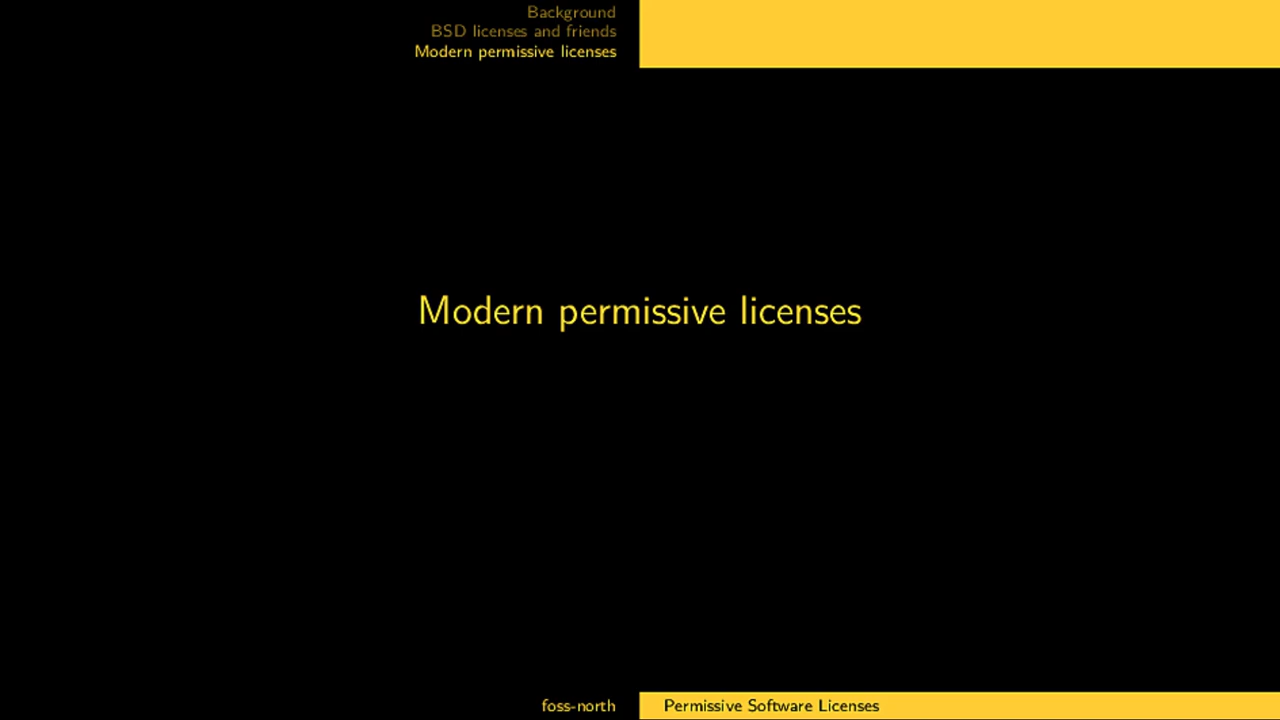 Background
BSD licenses and friends
Modern permissive licenses
Modern permissive licenses
foss-north
Permissive Software Licenses